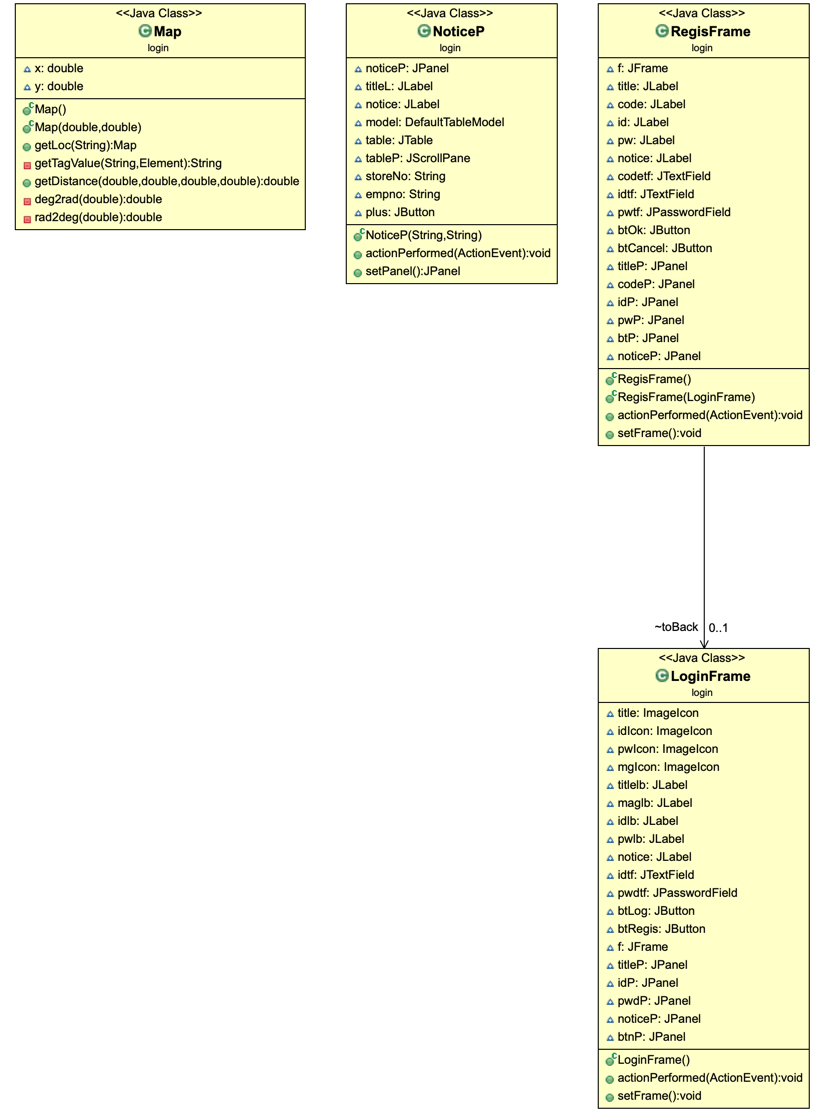 <<Java Class>>
Map
login
x: double
y: double
Map()
Map(double,double)
getLoc(String):Map
getTagValue(String,Element):String
getDistance(double,double,double,double):double
deg2rad(double):double
rad2deg(double):double
<<Java Class>>
NoticeP
login
noticeP: JPanel
titleL: JLabel
notice: JLabel
model: DefaultTableModel
table: JTable
tableP: JScrollPane
storeNo: String
empno: String
plus: JButton
NoticeP(String,String)
actionPerformed(ActionEvent):void
setPanel():JPanel
<<Java Class>>
RegisFrame
login
f: JFrame
title: JLabel
code: JLabel
id: JLabel
pw: JLabel
notice: JLabel
codetf: JTextField
idtf: JTextField
pwtf: JPasswordField
btOk: JButton
btCancel: JButton
titleP: JPanel
codeP: JPanel
idP: JPanel
pwP: JPanel
btP: JPanel
noticeP: JPanel
RegisFrame()
RegisFrame(LoginFrame)
actionPerformed(ActionEvent):void
setFrame():void
~toBack 0..1
<<Java Class>>
LoginFrame
login
title: ImageIcon
idIcon: ImageIcon
pwIcon: ImageIcon
mgIcon: ImageIcon
titlelb: JLabel
maglb: JLabel
idlb: JLabel
pwlb: JLabel
notice: JLabel
idtf: JTextField
pwdtf: JPasswordField
btLog: JButton
btRegis: JButton
f: JFrame
titleP: JPanel
idP: JPanel
pwdP: JPanel
noticeP: JPanel
btnP: JPanel
LoginFrame()
actionPerformed(ActionEvent):void
setFrame():void